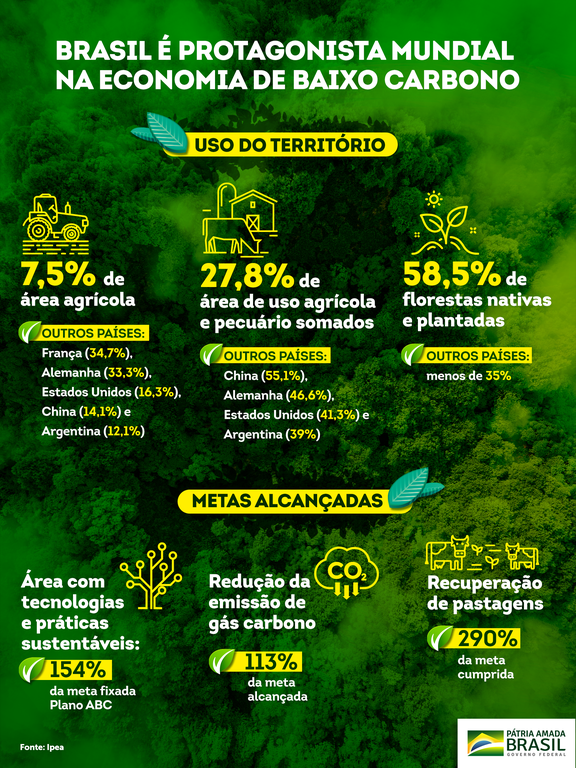 BRASIL É PROTAGONISTA MUNDIAL
NA ECONOMIA DE BAIXO CARBONO
USO DO TERRITÓRIO
7,5% de
área agrícola
OUTROS PAÍSES:
França (34,7%),
Alemanha (33,3%),
Estados Unidos (16,3%),
China (14,1%) e
Argentina (12,1%)
27,8% de
área de uso agrícola
e pecuário somados
OUTROS PAÍSES:
China (55,1%),
Alemanha (46,6%),
Estados Unidos (41,3%) e
Argentina (39%)
58,5% de
florestas nativas
e plantadas
OUTROS PAÍSES:
menos de 35%
METAS ALCANÇADAS
Área com
tecnologias
e práticas
sustentáveis:
154%
da meta fixada
Plano ABC
Redução da
emissão de
gás carbono
CO2
113%
da meta
alcançada
Recuperação
de pastagens
290%
da meta
cumprida
Fonte: Ipea
PÁTRIA AMADA
BRASIL
GOVERNO FEDERAL